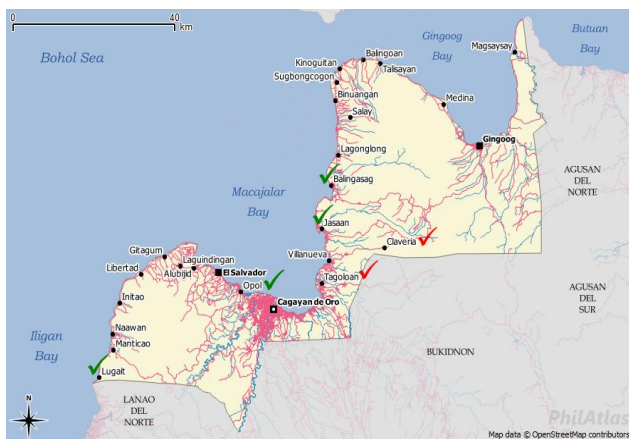 0
40
km
Bohol Sea
Gingoog
Bay
Butuan
Bay
Magsaysay
Balingoan
Kinoguitan
Talisayan
Sugbongcogon
Binuangan
Medina
Salay
Gingoog
Lagonglong
AGUSAN
DEL
NORTE
Balingasag
Macajalar
Bay
Jasaan
Claveria
Gitagum
Villanueva
Laguindingan
Libertad
Alubijid
El Salvador
Tagoloan
Opol
AGUSAN
DEL
SUR
Initao
Cagayan de Oro
Iligan
Bay
Naawan
Manticao
BUKIDNON
Lugait
LANAO
DEL
NORTE
N
PhilAtlas
Map data © OpenStreetMap contributors